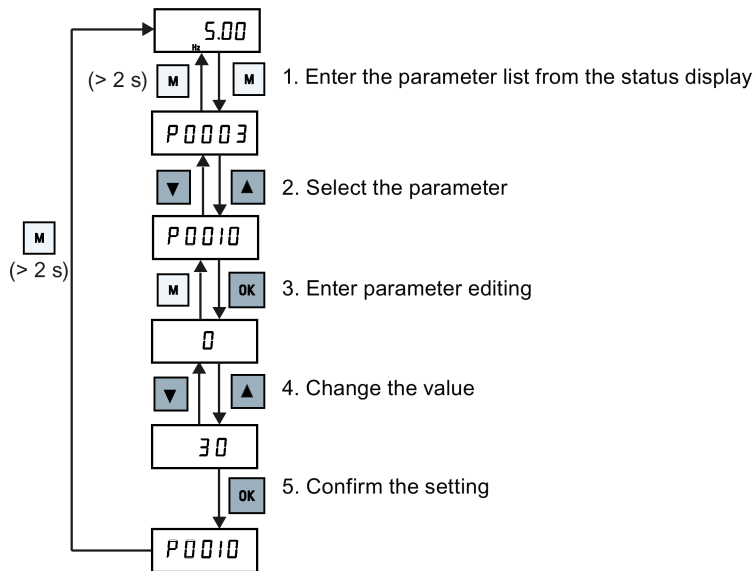 5.00
Hz
(> 2 s) M M 1. Enter the parameter list from the status display
P0003
▼ ▲ 2. Select the parameter
P0010
M
(> 2 s)
M OK 3. Enter parameter editing
0
▼ ▲ 4. Change the value
30
OK 5. Confirm the setting
P0010